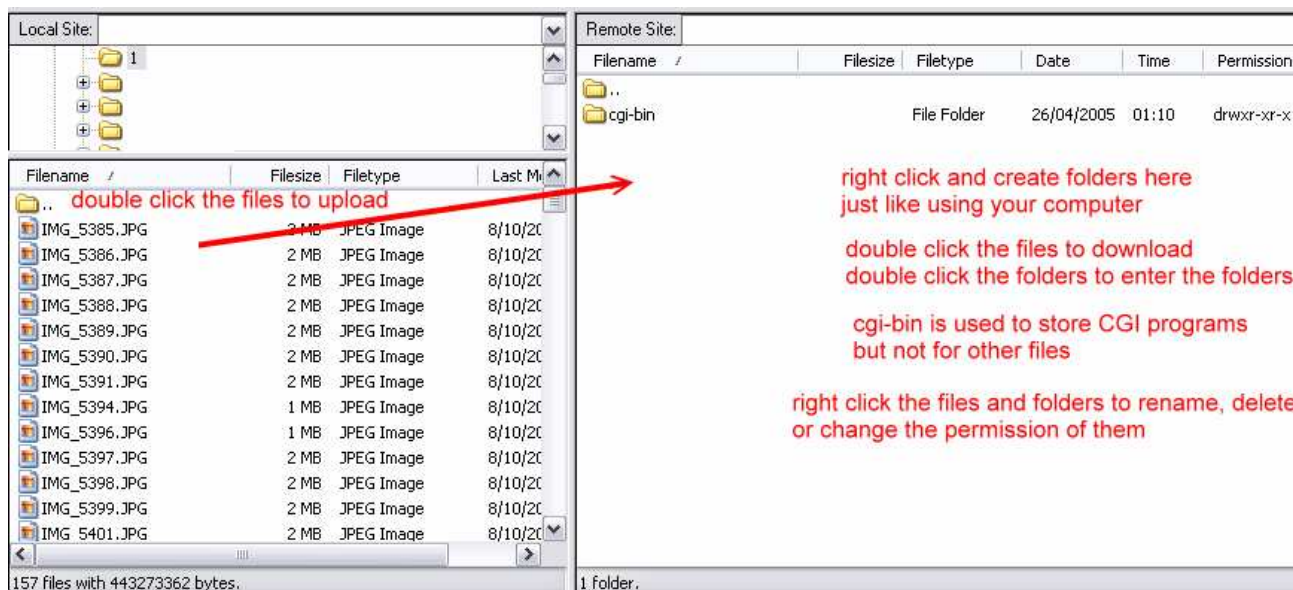 Local Site:
1
Filename / Filesize Filetype Last M
..
double click the files to upload
IMG_5385.JPG 2 MB JPEG Image 8/10/20
IMG_5386.JPG 2 MB JPEG Image 8/10/20
IMG_5387.JPG 2 MB JPEG Image 8/10/20
IMG_5388.JPG 2 MB JPEG Image 8/10/20
IMG_5389.JPG 2 MB JPEG Image 8/10/20
IMG_5390.JPG 2 MB JPEG Image 8/10/20
IMG_5391.JPG 2 MB JPEG Image 8/10/20
IMG_5394.JPG 1 MB JPEG Image 8/10/20
IMG_5396.JPG 1 MB JPEG Image 8/10/20
IMG_5397.JPG 2 MB JPEG Image 8/10/20
IMG_5398.JPG 2 MB JPEG Image 8/10/20
IMG_5399.JPG 2 MB JPEG Image 8/10/20
IMG_5401.JPG 2 MB JPEG Image 8/10/20
157 files with 443273362 bytes.
Remote Site:
Filename / Filesize Filetype Date Time Permission
..
cgi-bin File Folder 26/04/2005 01:10 drwxr-xr-x
right click and create folders here
just like using your computer
double click the files to download
double click the folders to enter the folders
cgi-bin is used to store CGI programs
but not for other files
right click the files and folders to rename, delete
or change the permission of them
1 folder.